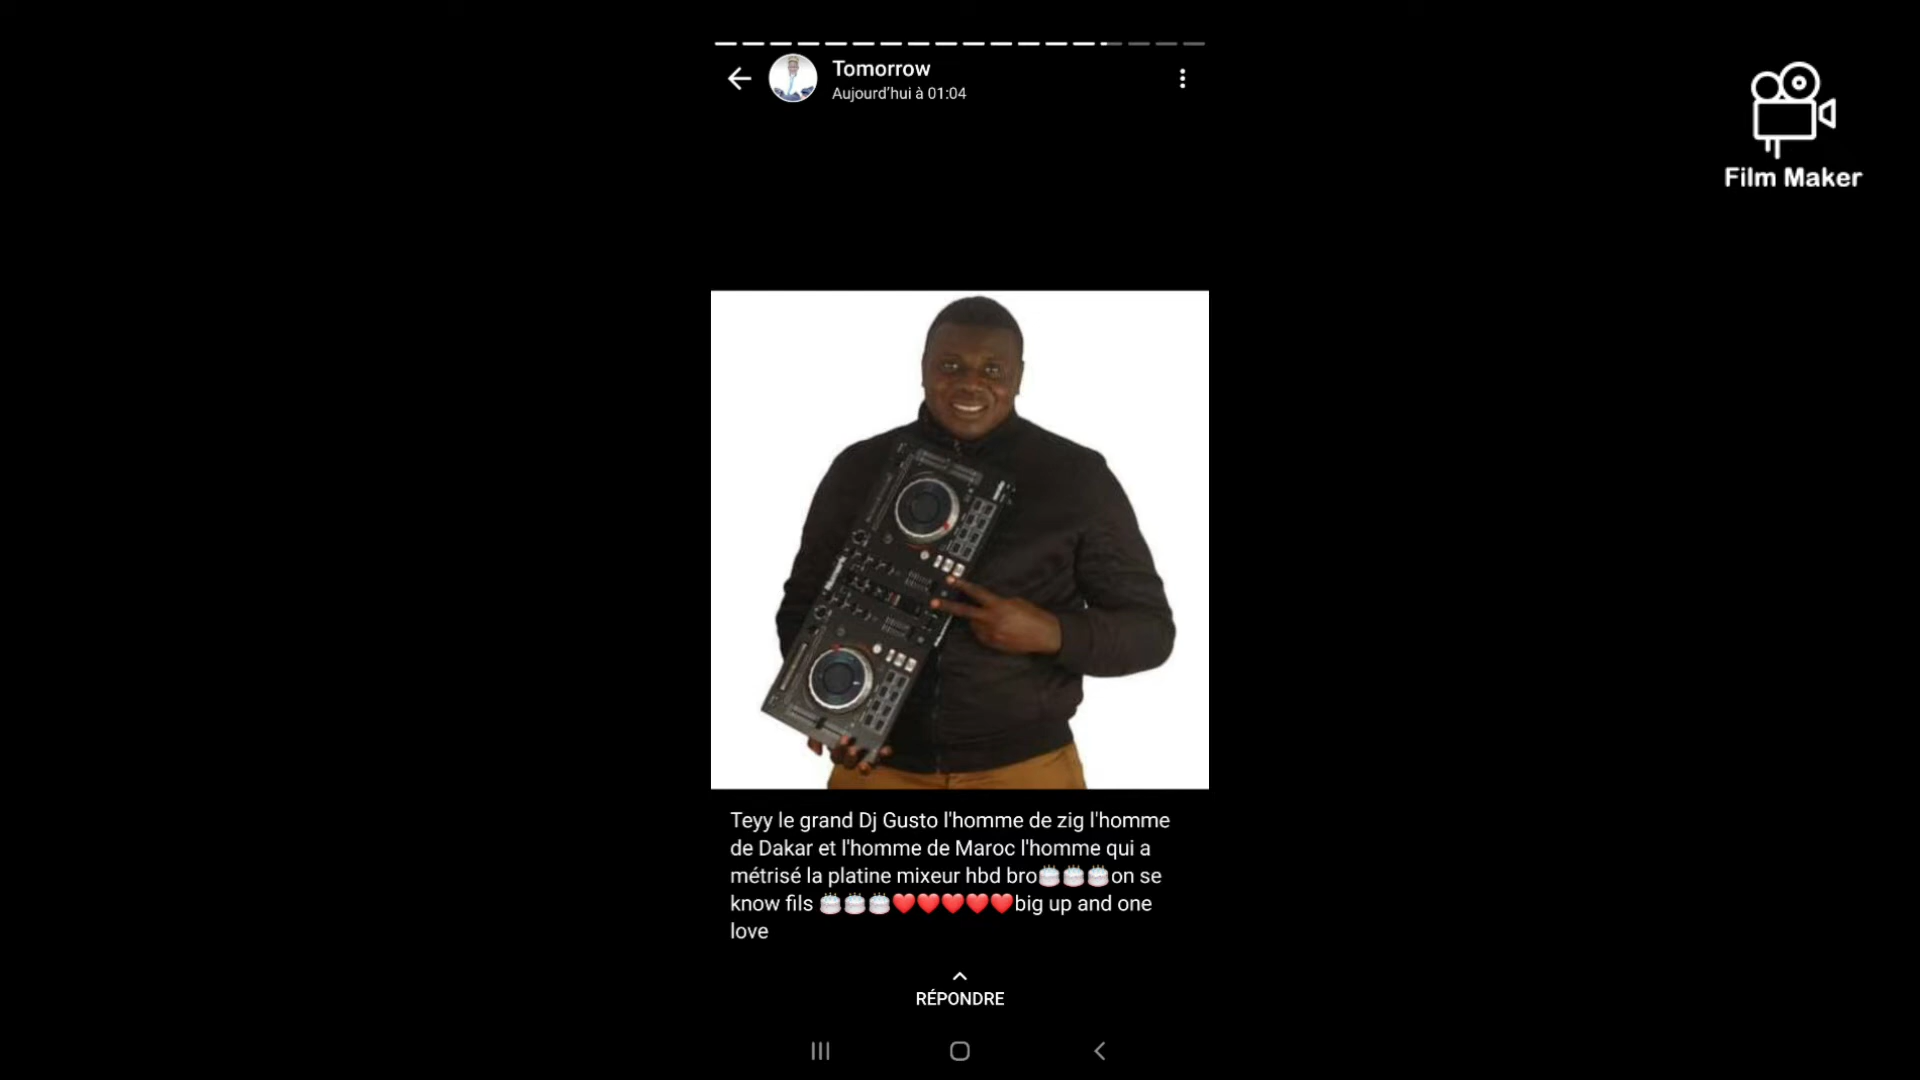 Tomorrow
Aujourd'hui à 01:04
Film Maker
Teyy le grand Dj Gusto l'homme de zig l'homme
de Dakar et l'homme de Maroc l'homme qui a
métrisé la platine mixeur hbd bro🎂🎂🎂on se
know fils 🎂🎂🎂❤️❤️❤️❤️❤️big up and one
love
RÉPONDRE